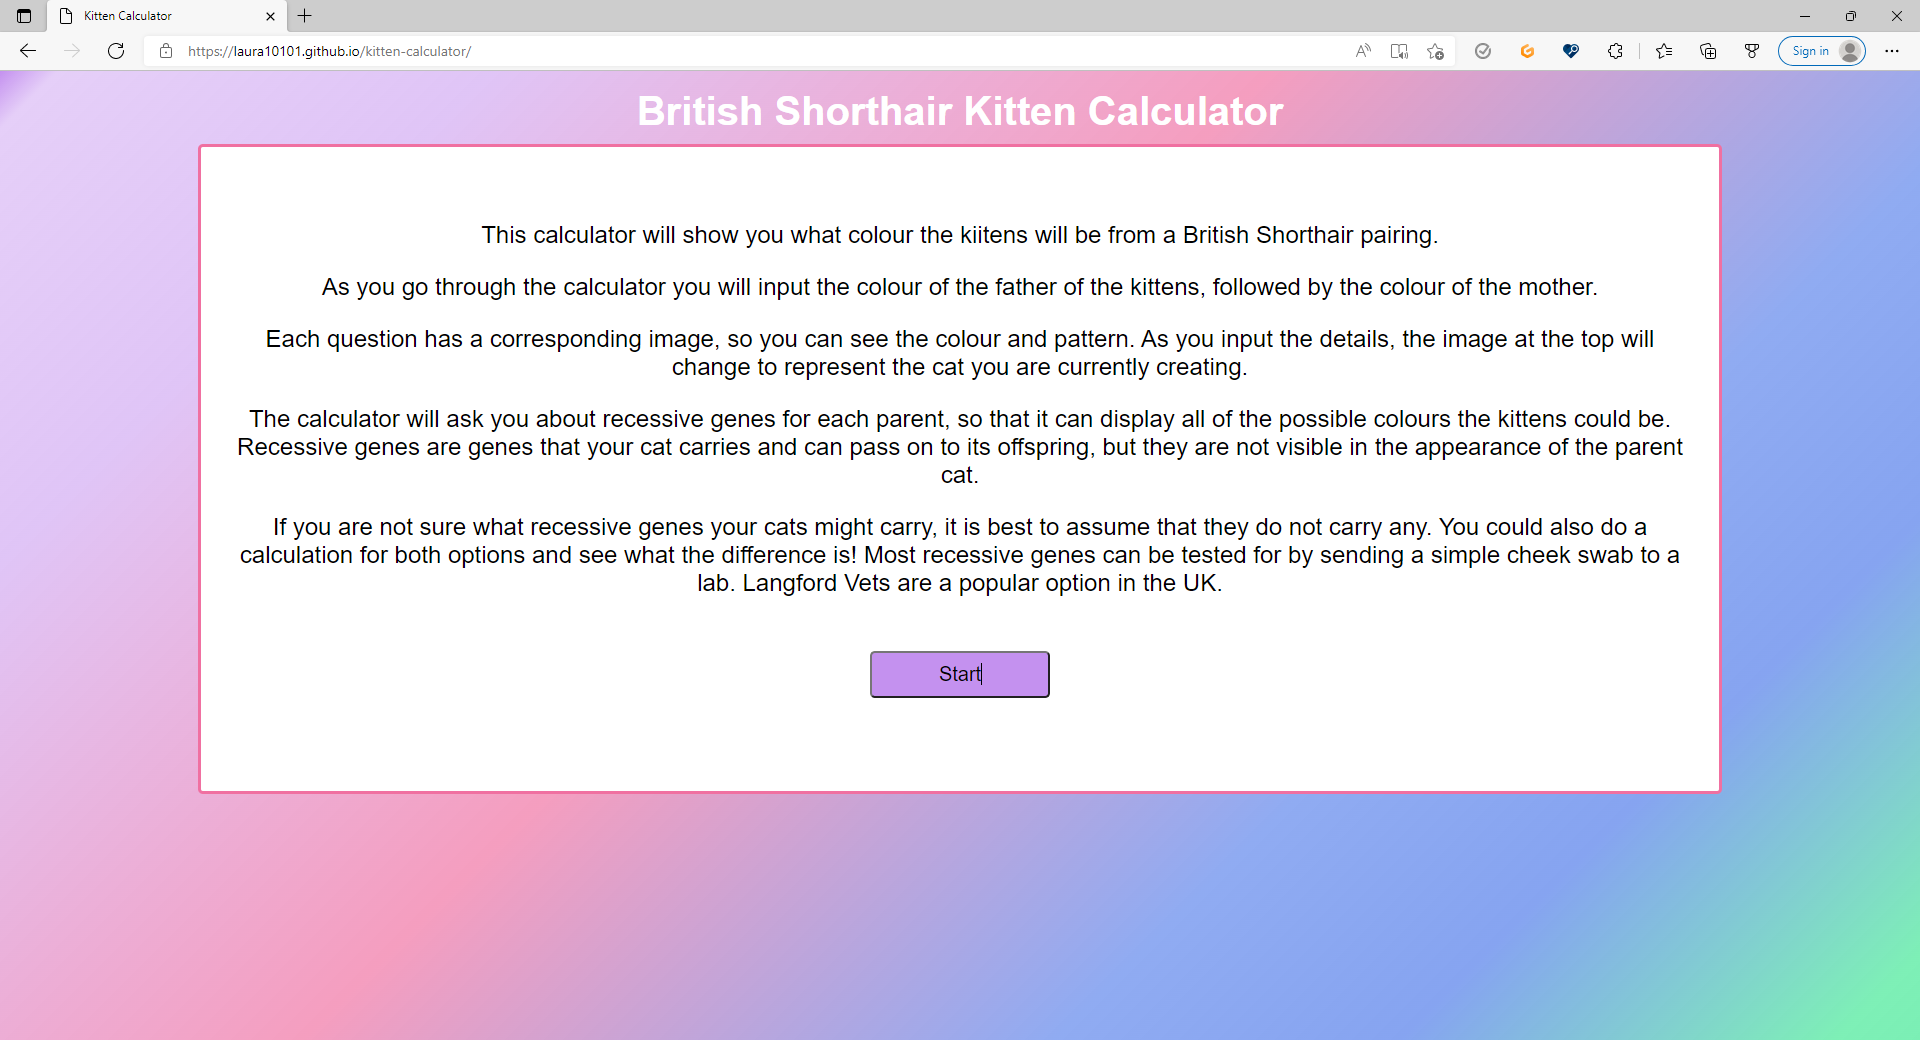 Kitten Calculator
https://laura10101.github.io/kitten-calculator/
Sign in
British Shorthair Kitten Calculator
This calculator will show you what colour the kiitens will be from a British Shorthair pairing.
As you go through the calculator you will input the colour of the father of the kittens, followed by the colour of the mother.
Each question has a corresponding image, so you can see the colour and pattern. As you input the details, the image at the top will
change to represent the cat you are currently creating.
The calculator will ask you about recessive genes for each parent, so that it can display all of the possible colours the kittens could be.
Recessive genes are genes that your cat carries and can pass on to its offspring, but they are not visible in the appearance of the parent
cat.
If you are not sure what recessive genes your cats might carry, it is best to assume that they do not carry any. You could also do a
calculation for both options and see what the difference is! Most recessive genes can be tested for by sending a simple cheek swab to a
lab. Langford Vets are a popular option in the UK.
Start